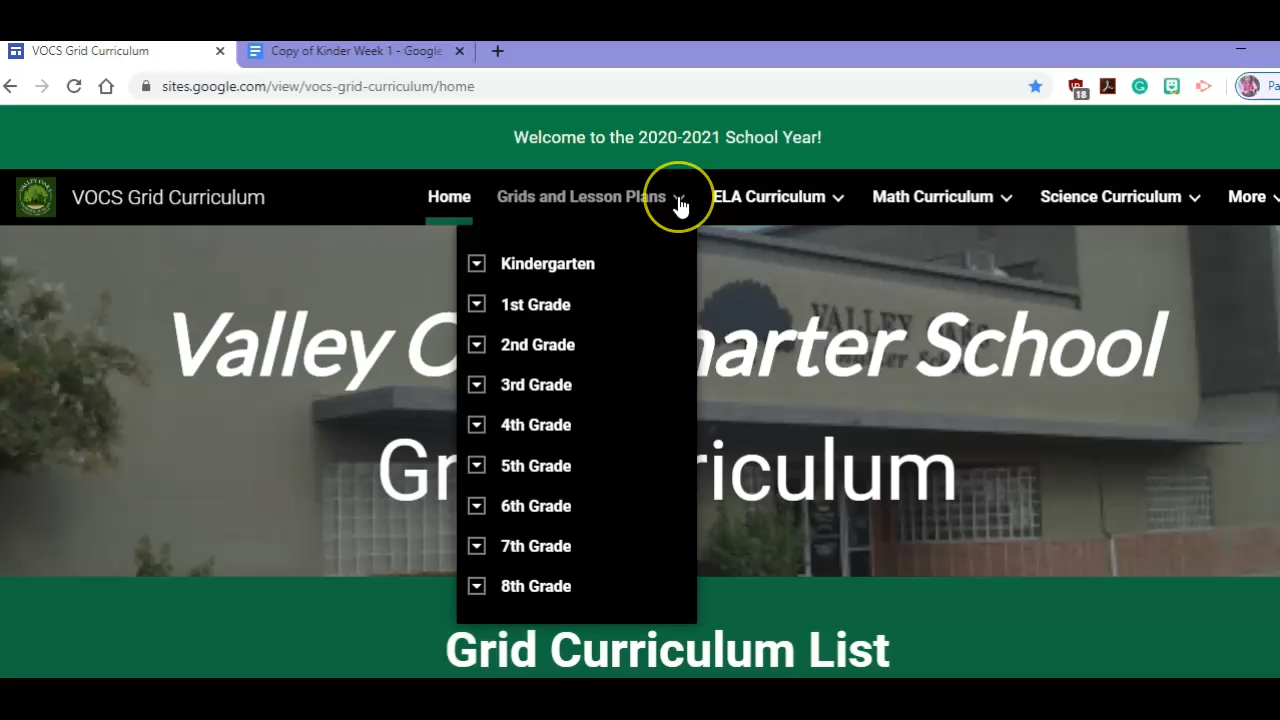 VOCS Grid Curriculum
Copy of Kinder Week 1 - Google
sites.google.com/view/vocs-grid-curriculum/home
18
Pa
Welcome to the 2020-2021 School Year!
VOCS Grid Curriculum
Home
Grids and Lesson Plans
ELA Curriculum
Math Curriculum
Science Curriculum
More
Kindergarten
1st Grade
2nd Grade
3rd Grade
4th Grade
5th Grade
6th Grade
7th Grade
8th Grade
Valley O harter School
Gr riculum
Grid Curriculum List